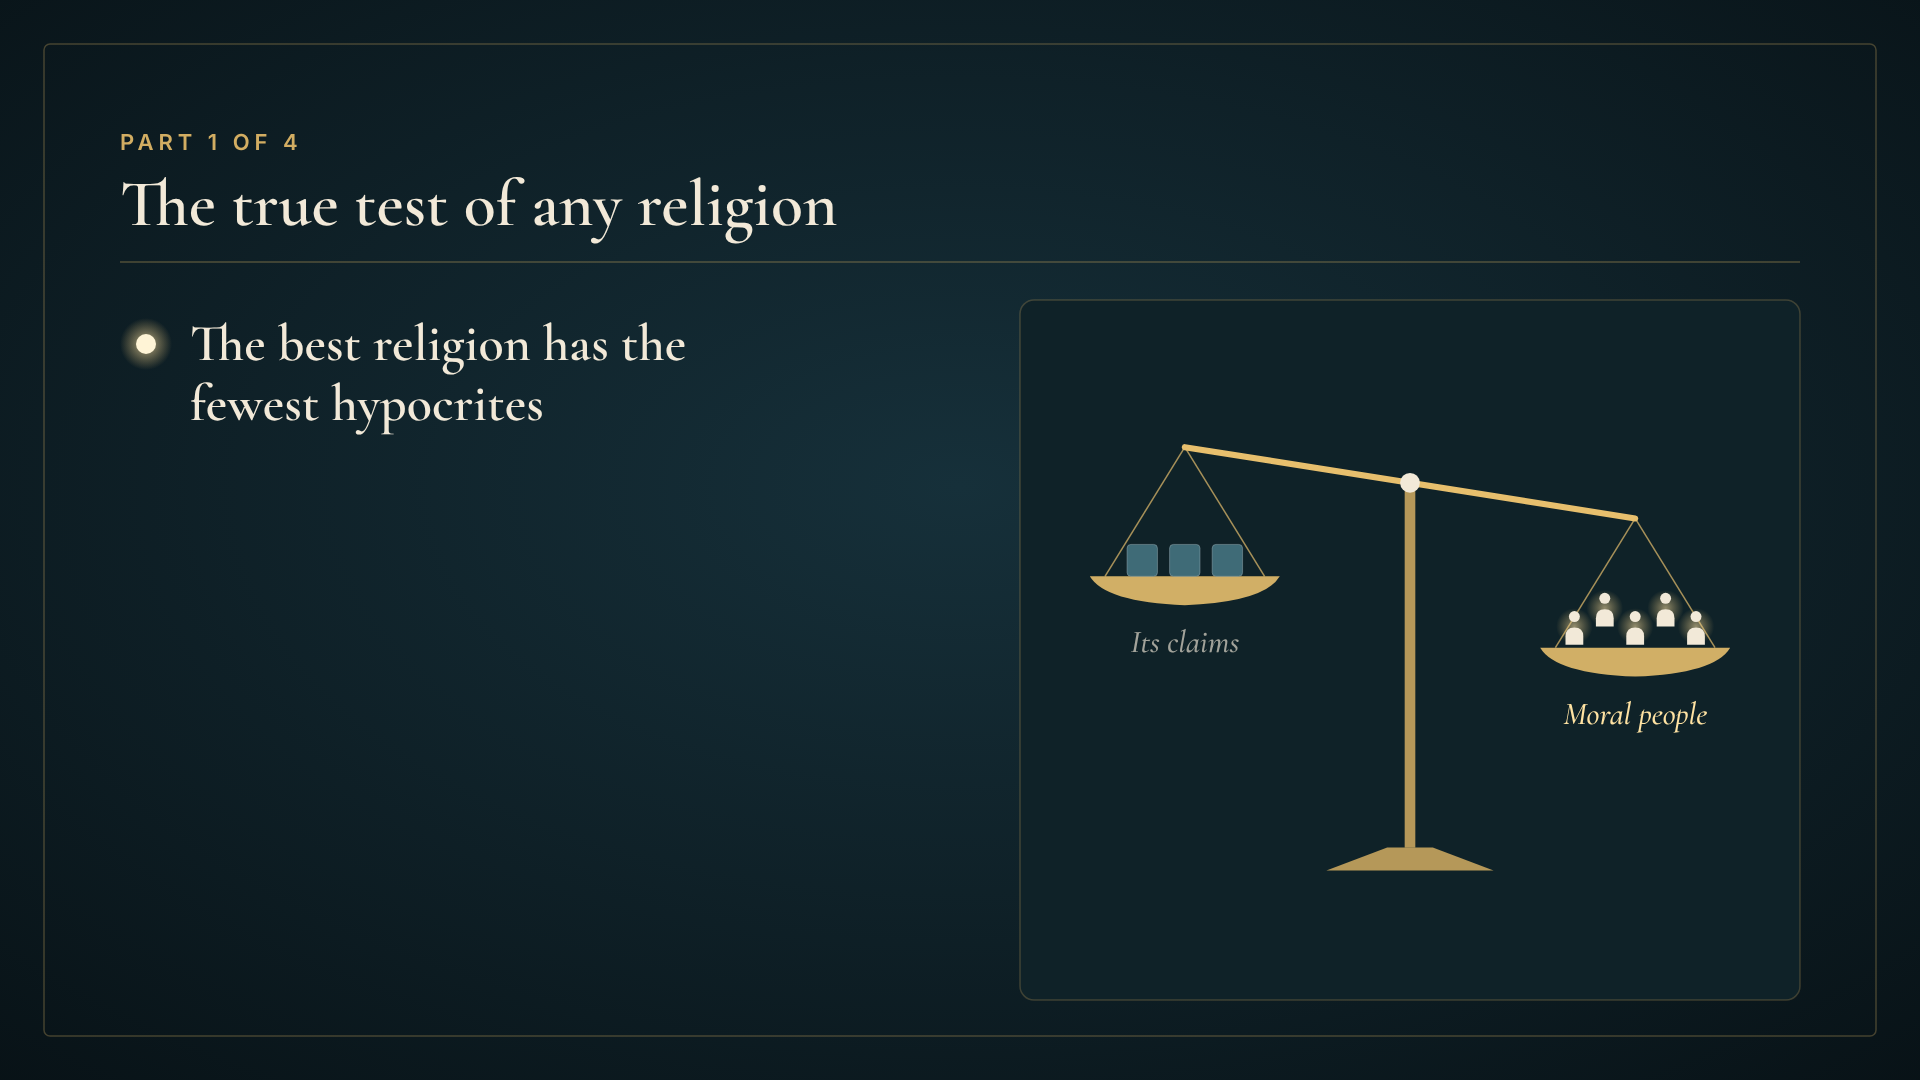 PART 1 OF 4
The true test of any religion
The best religion has the
fewest hypocrites
Its claims
Moral people